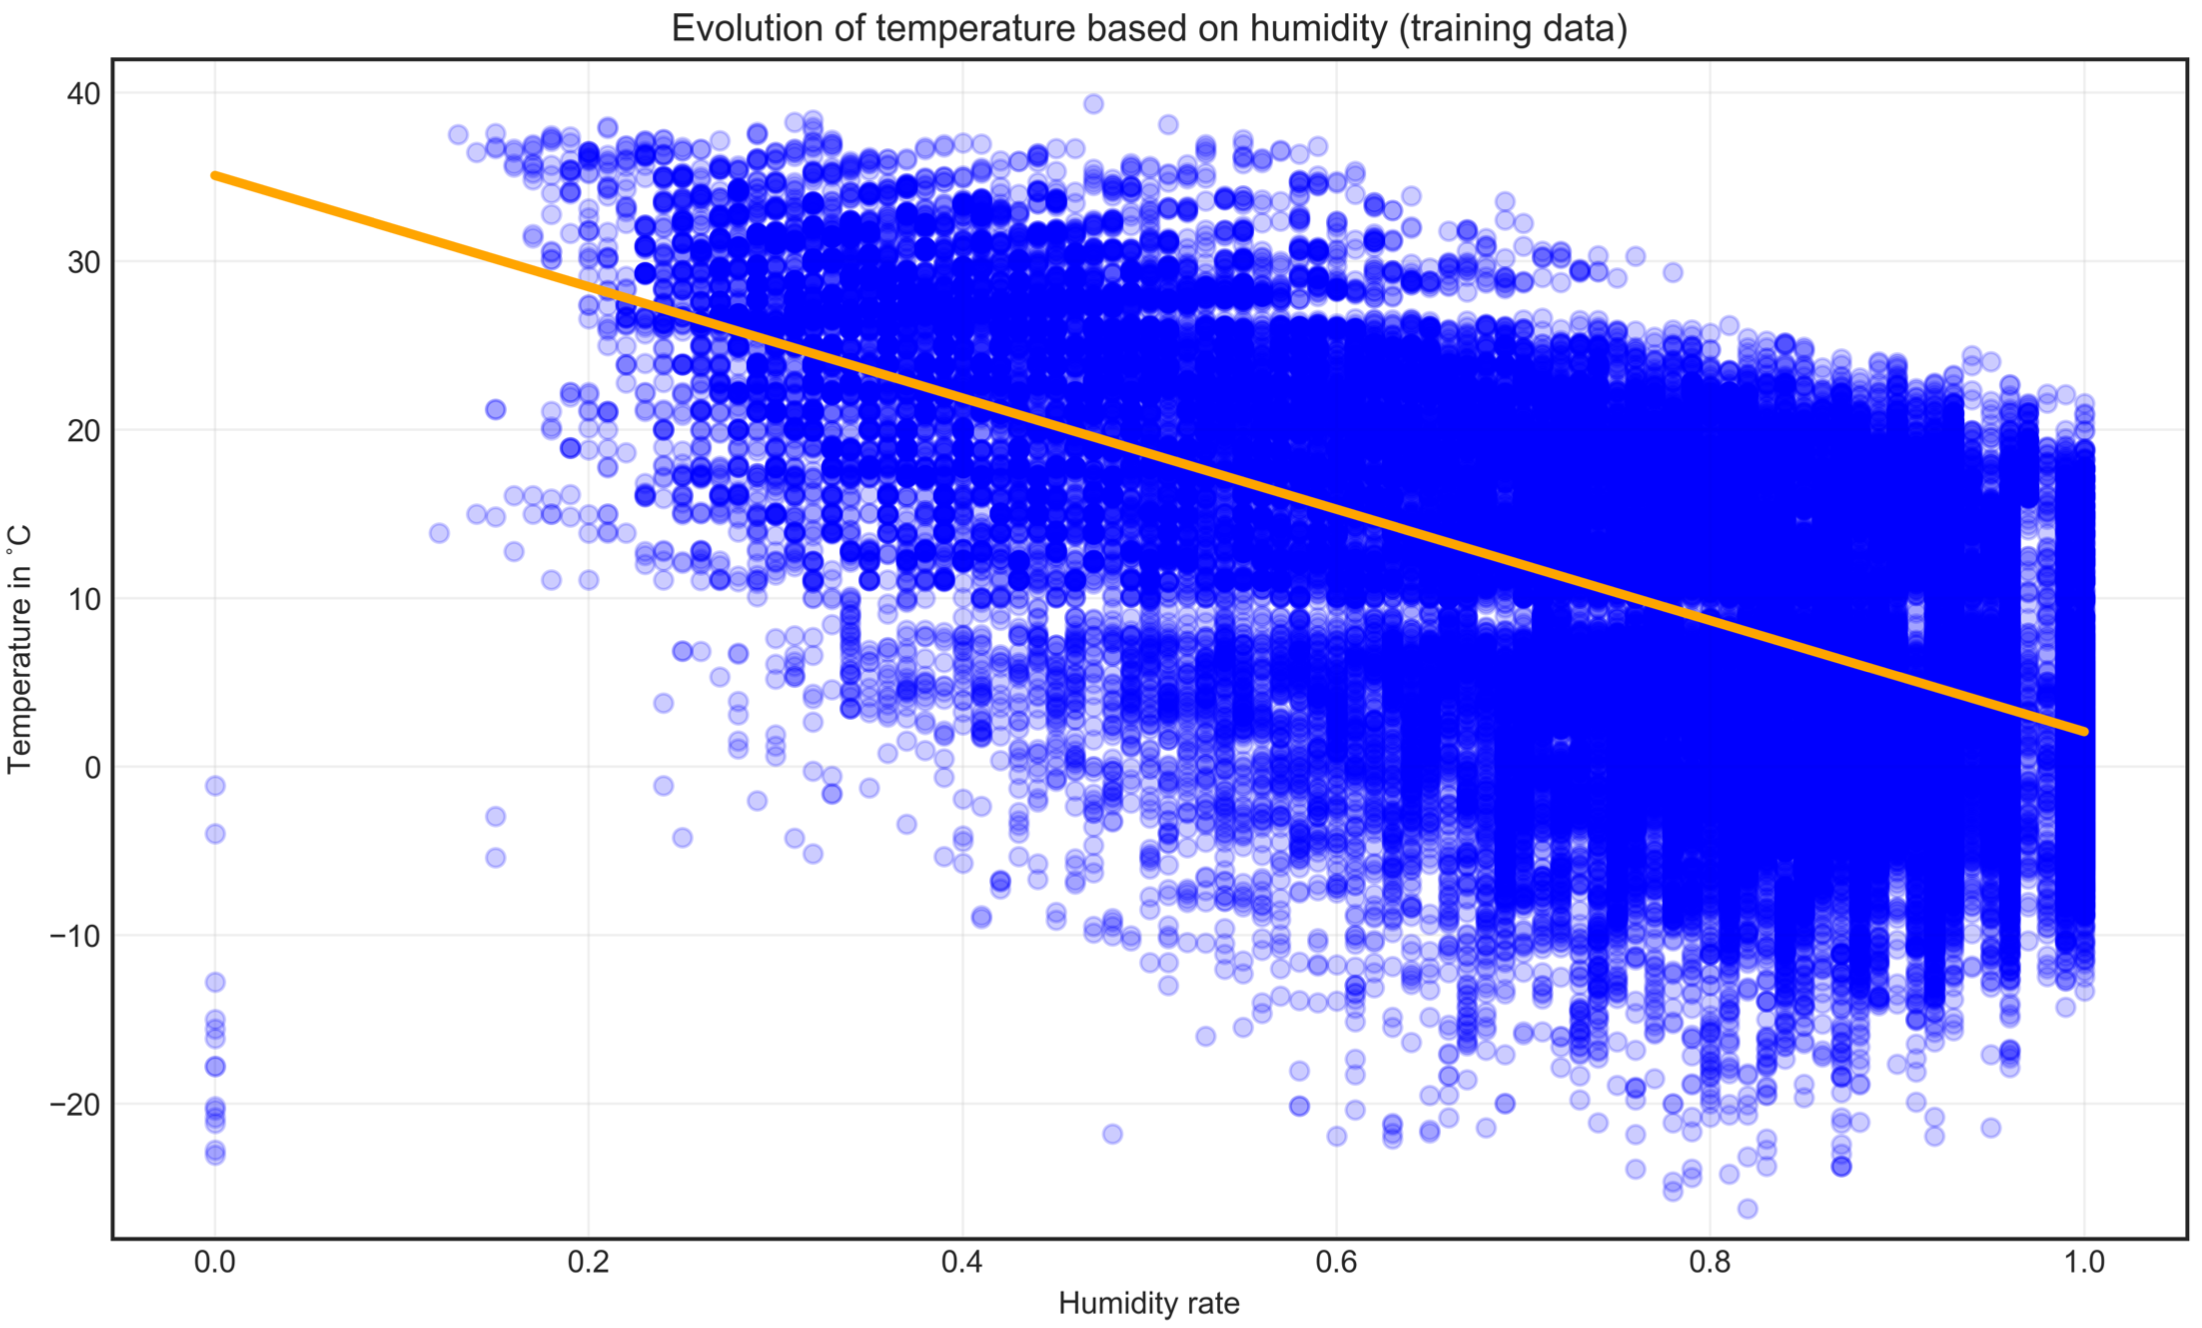 Evolution of temperature based on humidity (training data)
40
30
20
10
0
−10
−20
Temperature in ˚C
0.0 0.2 0.4 0.6 0.8 1.0
Humidity rate